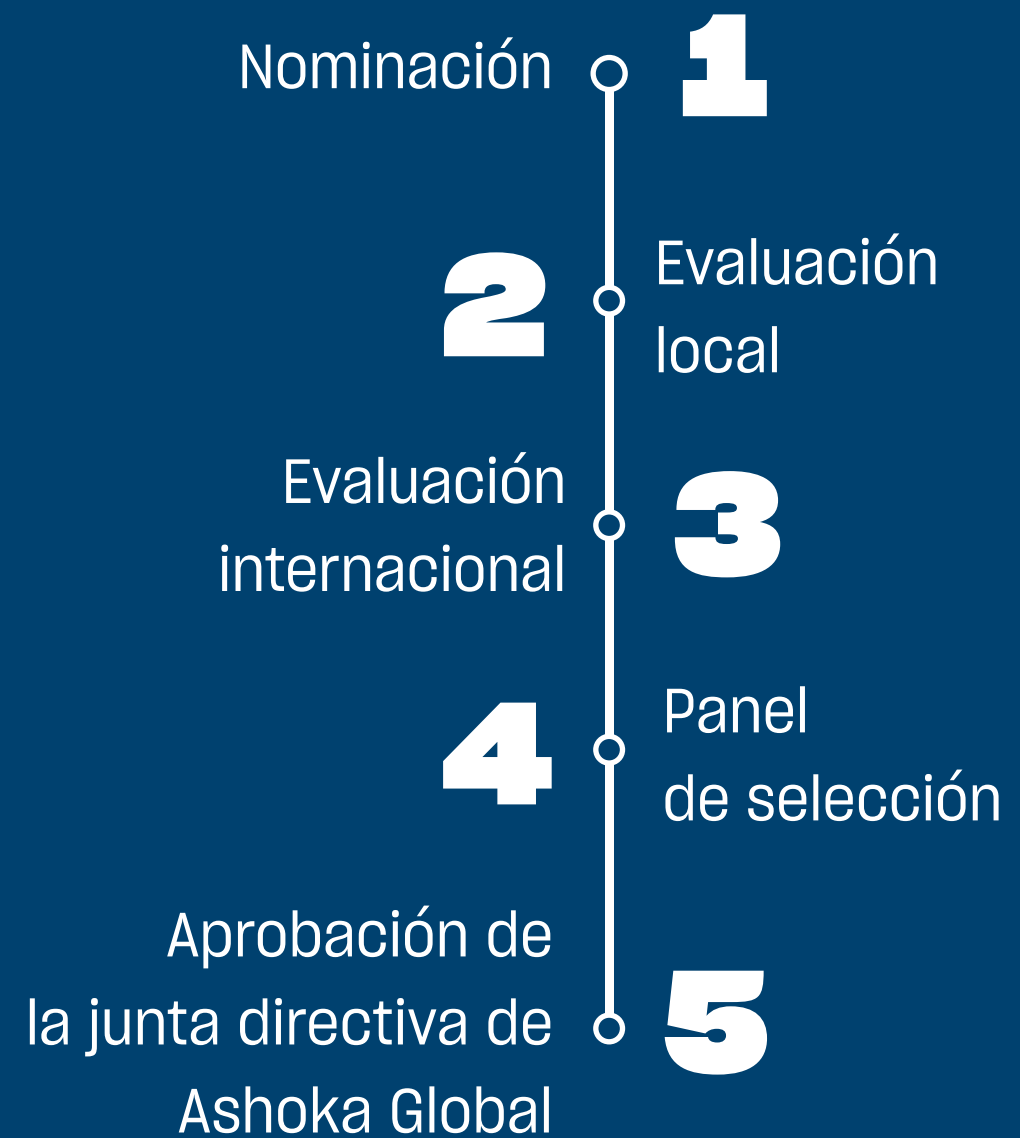 Nominación
1
2
Evaluación
local
Evaluación
internacional
3
4
Panel
de selección
Aprobación de
la junta directiva de
Ashoka Global
5